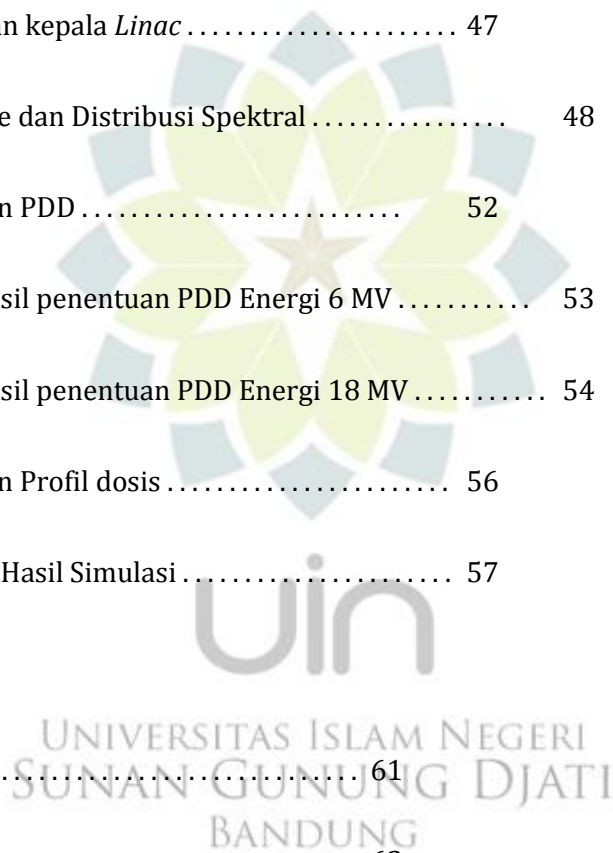 an kepala Linac . . . . . . . . . . . . . . . . . . . . . . 47
e dan Distribusi Spektral . . . . . . . . . . . . . . . . 48
n PDD . . . . . . . . . . . . . . . . . . . . . . . . . . 52
sil penentuan PDD Energi 6 MV . . . . . . . . . . . 53
sil penentuan PDD Energi 18 MV . . . . . . . . . . . 54
n Profil dosis . . . . . . . . . . . . . . . . . . . . . . . 56
Hasil Simulasi . . . . . . . . . . . . . . . . . . . . . . 57
uin
UNIVERSITAS ISLAM NEGERI
. . . . . . . . . . . . . . . . . . . . . . . . . . . . . 61
SUNAN GUNUNG DJATI
BANDUNG